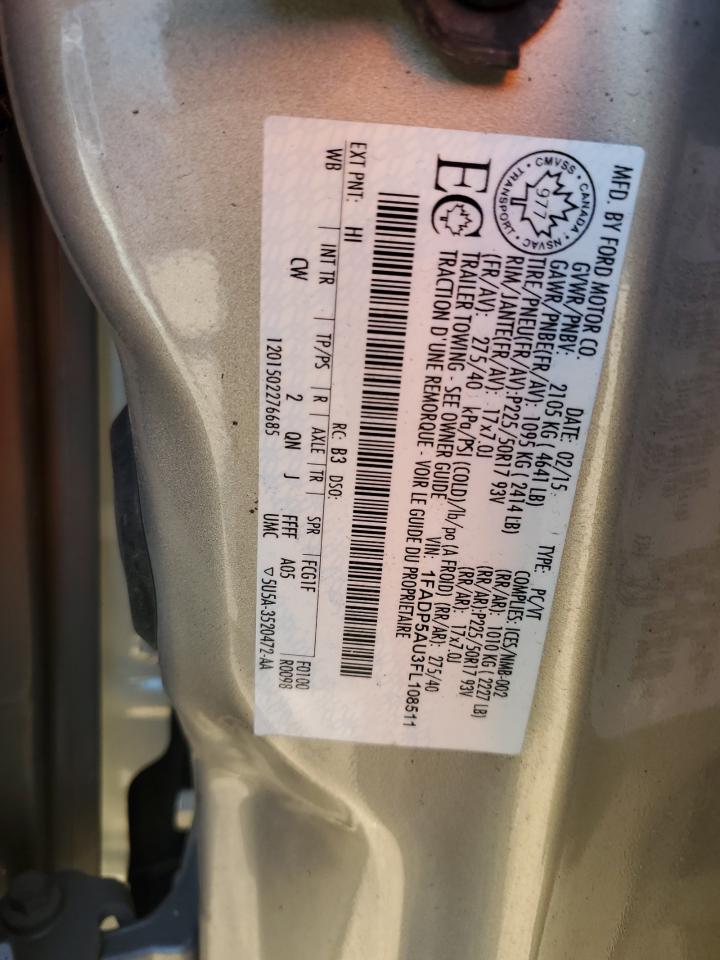 MFD. BY FORD MOTOR CO.
DATE: 02/15 TYPE: PC/VT
GVWR/PNBV: 2105 KG ( 4641 LB) COMPLIES: ICES/NMB-002
GAWR/PNBE(FR/AV): 1095 KG ( 2414 LB) (RR/AR): 1010 KG ( 2227 LB)
TIRE/PNEU(FR/AV):P225/50R17 93V (RR/AR):P225/50R17 93V
RIM/JANTE(FR/AV): 17x7.0J (RR/AR): 17x7.0J
(FR/AV): 275/40 kPa/PSI (COLD)/lb/po (A FROID) (RR/AR): 275/40
TRAILER TOWING - SEE OWNER GUIDE VIN: 1FADP5AU3FL108511
TRACTION D'UNE REMORQUE - VOIR LE GUIDE DU PROPRIETAIRE
CMVSS • CANADA • NSVAC • TRANSPORT
977
EC
EXT PNT: HI RC: B3 DSO:
WB INT TR TP/PS R AXLE TR SPR FCG1F F0100
CW 2 QN J FFFF A05 R0098
1201502276685 UMC ▽5U5A-3520472-AA